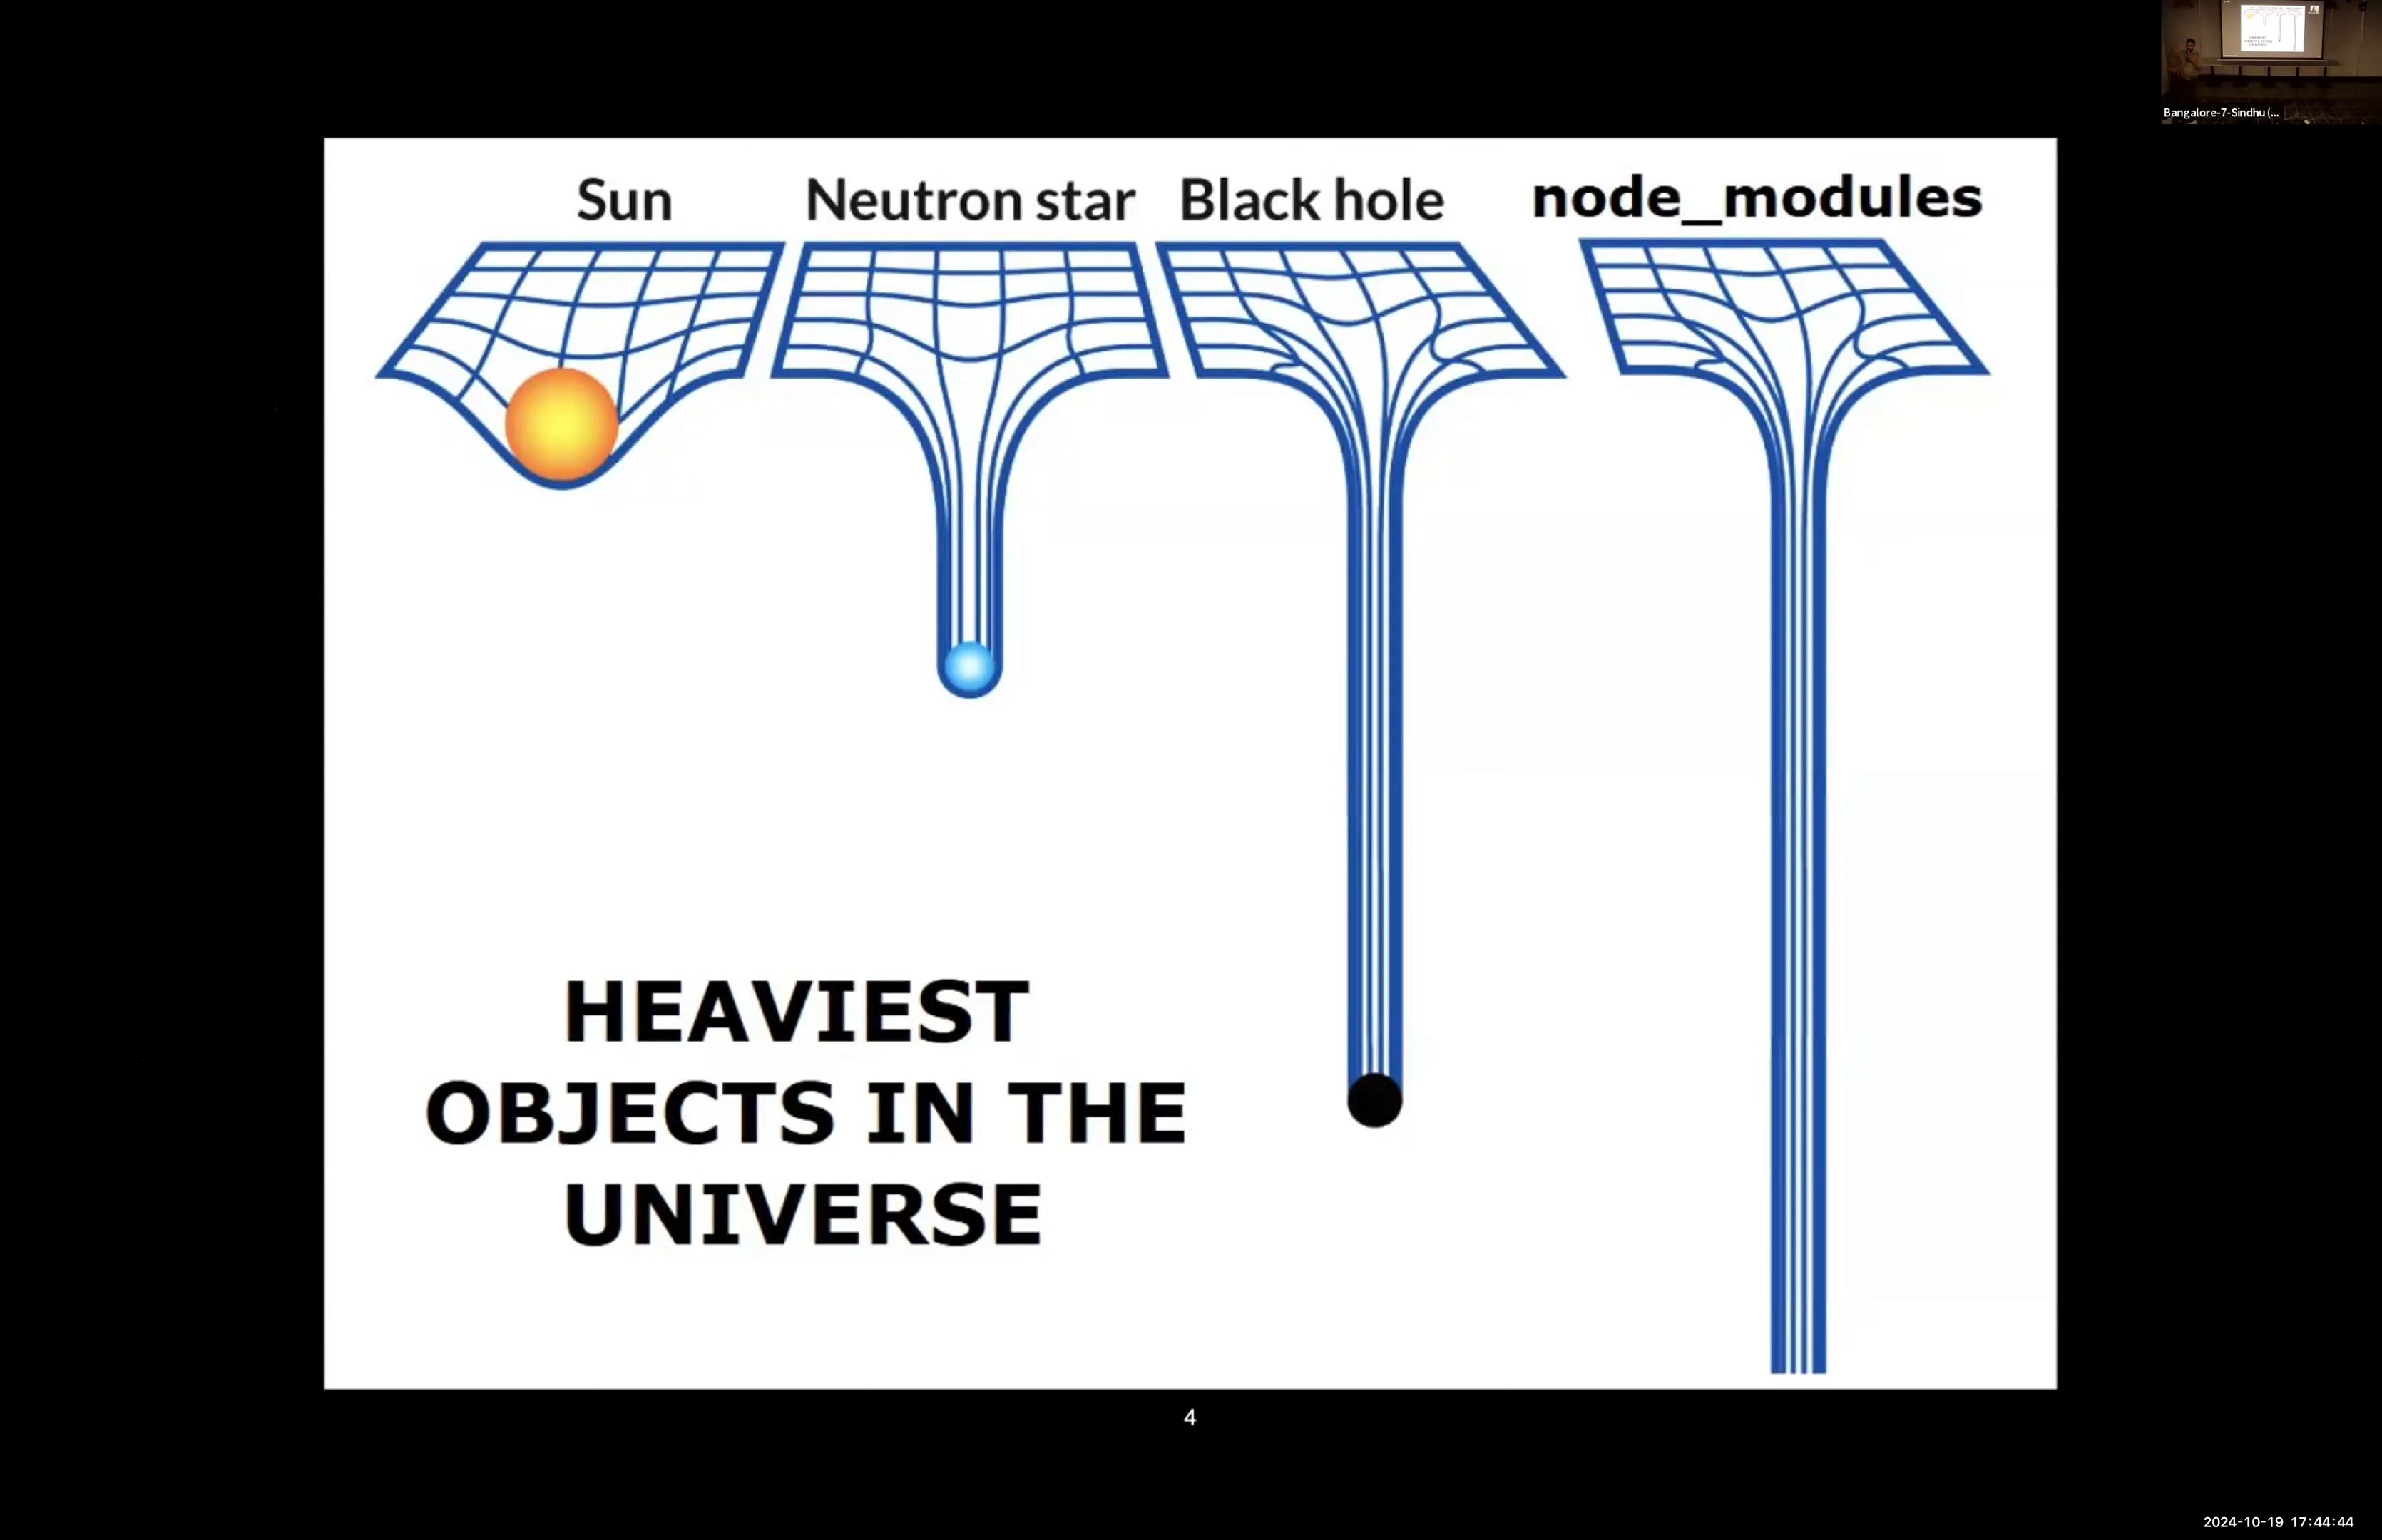 Bangalore-7-Sindhu (...
Sun
Neutron star
Black hole
node_modules
HEAVIEST
OBJECTS IN THE
UNIVERSE
4
2024-10-19 17:44:44